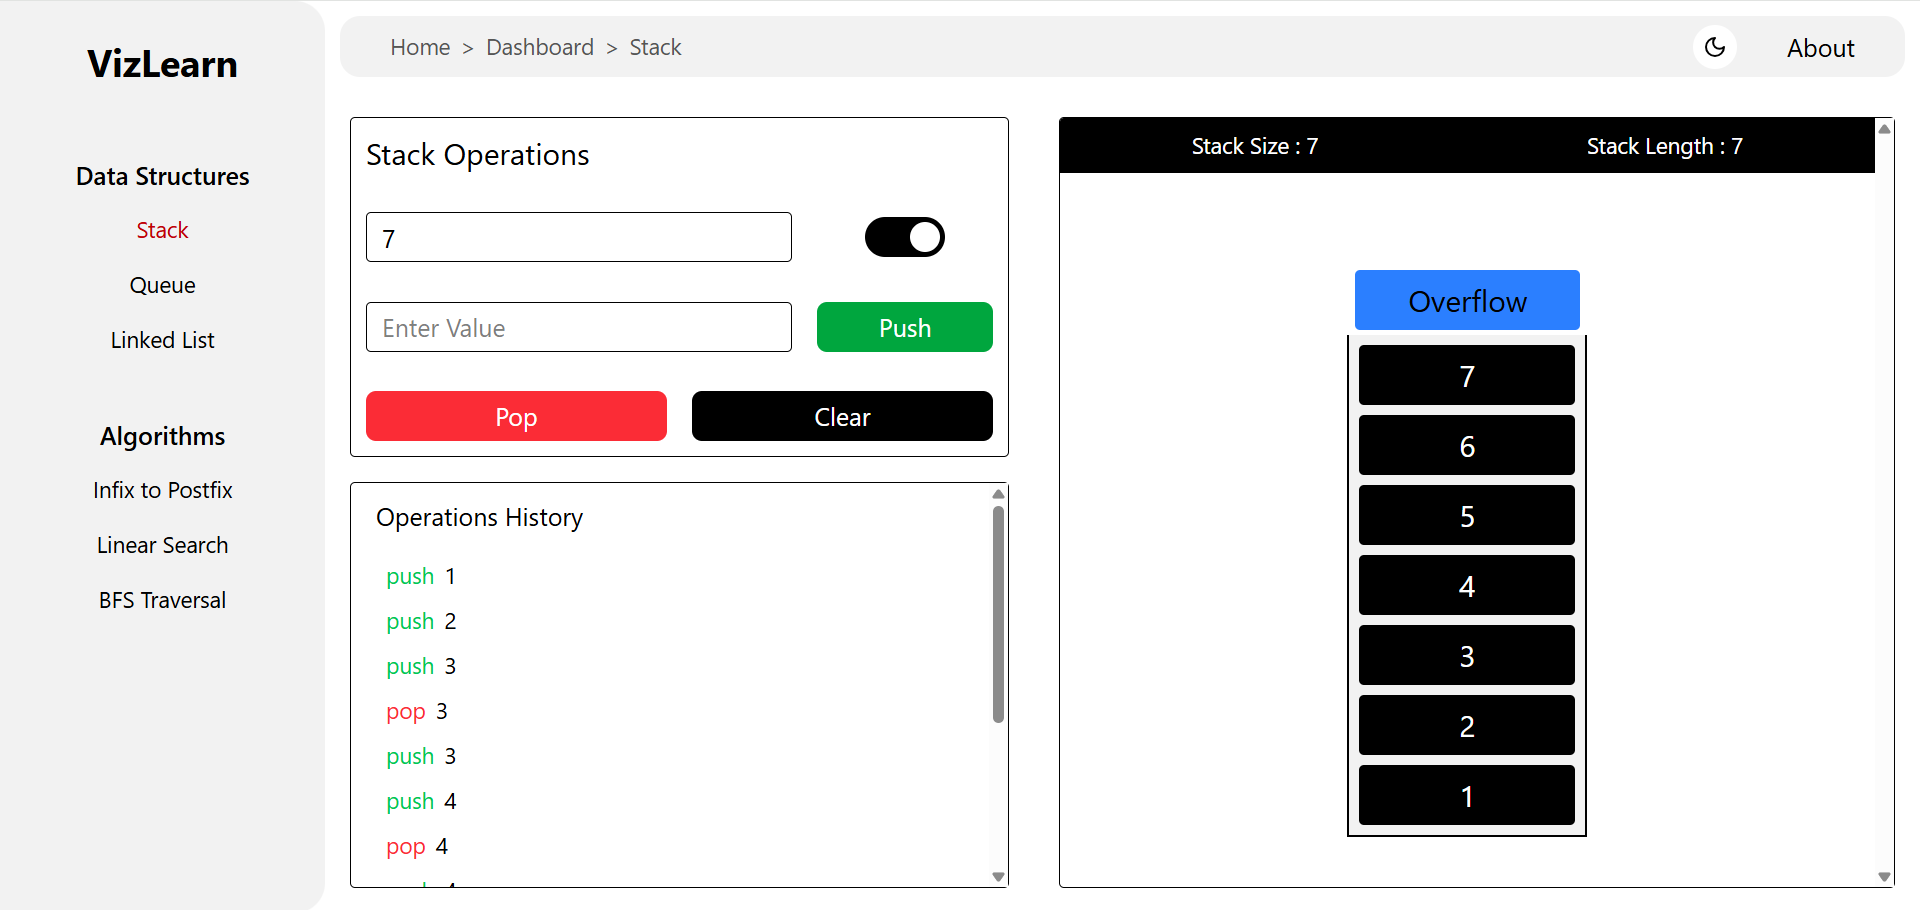 VizLearn
Data Structures
Stack
Queue
Linked List
Algorithms
Infix to Postfix
Linear Search
BFS Traversal
Home > Dashboard > Stack
About
Stack Operations
7
Enter Value
Push
Pop
Clear
Operations History
push 1
push 2
push 3
pop 3
push 3
push 4
pop 4
Stack Size : 7
Stack Length : 7
Overflow
7
6
5
4
3
2
1